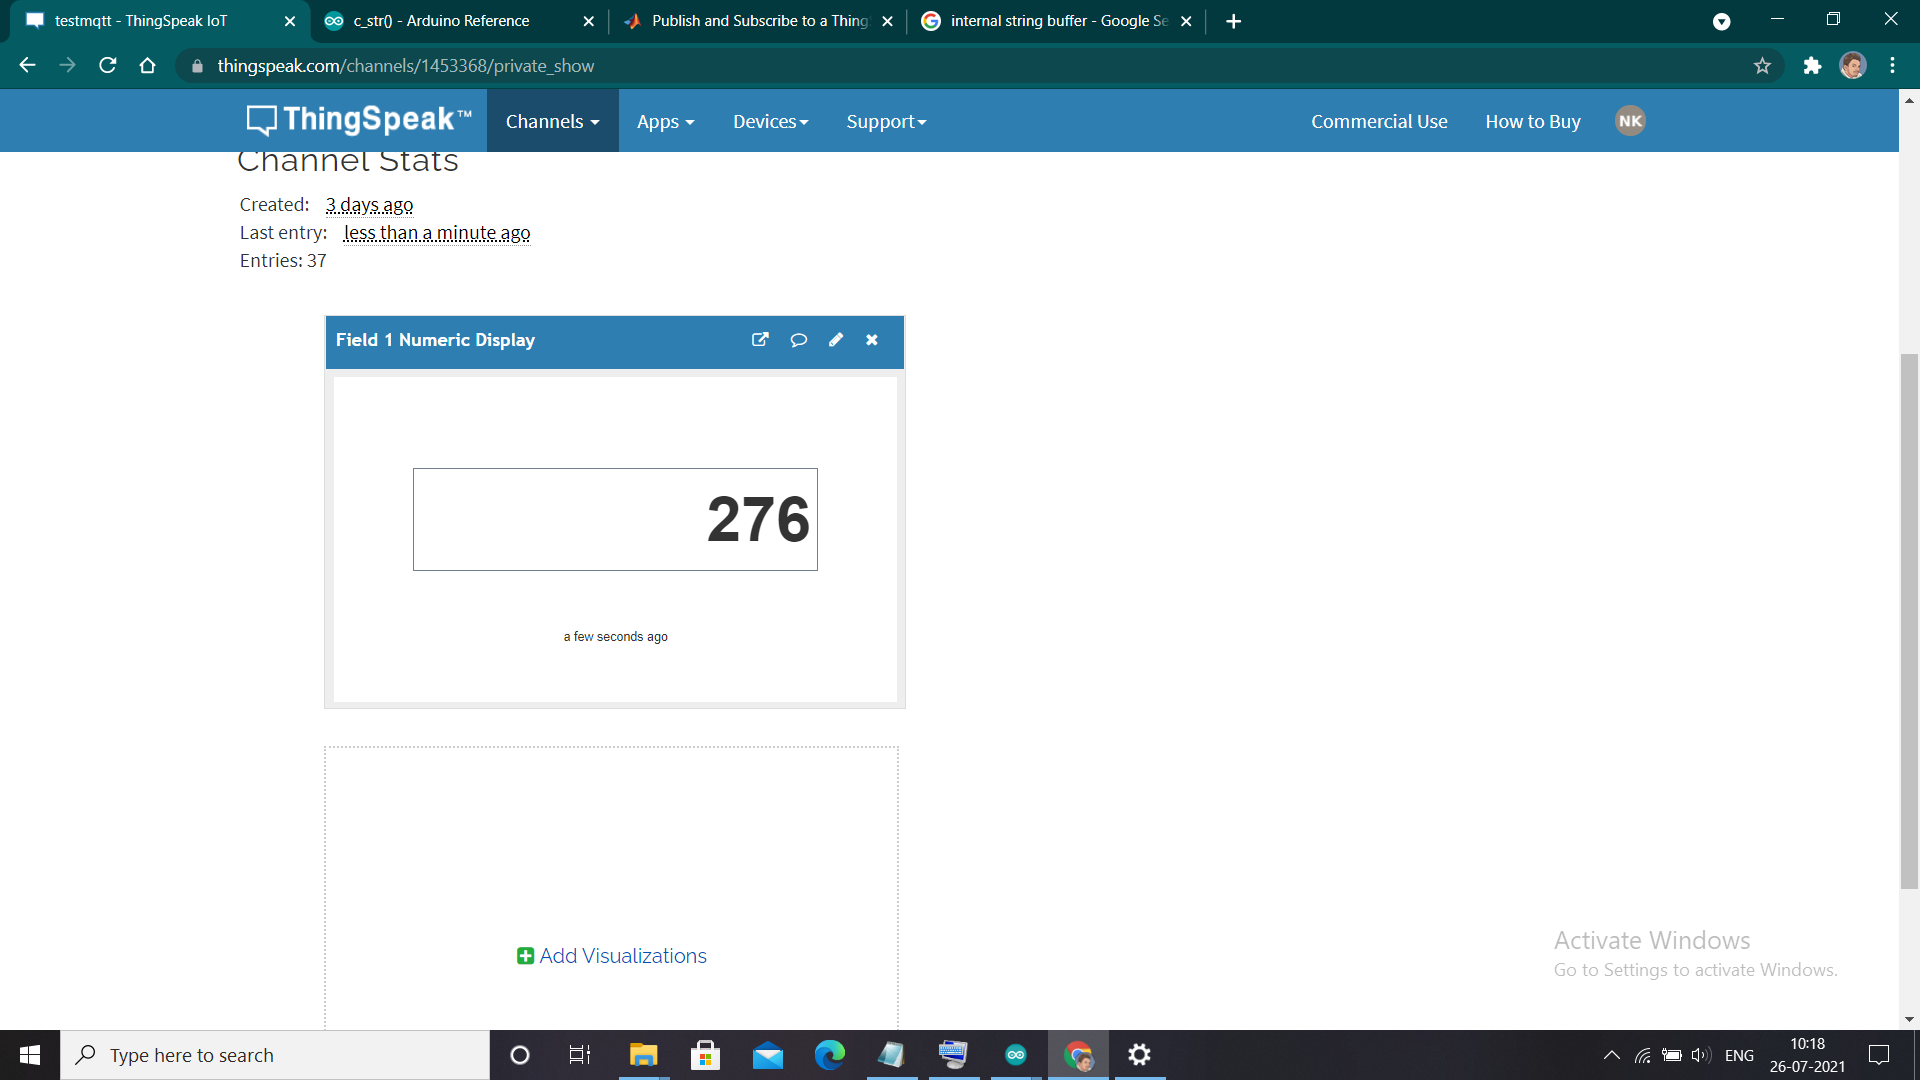 testmqtt - ThingSpeak IoT
c_str() - Arduino Reference
Publish and Subscribe to a Thing
internal string buffer - Google Se
thingspeak.com/channels/1453368/private_show
ThingSpeak™
Channels
Apps
Devices
Support
Commercial Use
How to Buy
NK
Channel Stats
Created: 3 days ago
Last entry: less than a minute ago
Entries: 37
Field 1 Numeric Display
276
a few seconds ago
Add Visualizations
Activate Windows
Go to Settings to activate Windows.
Type here to search
ENG
10:18
26-07-2021